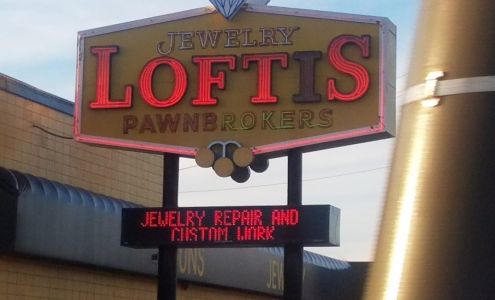 JEWELRY
LOFTIS
PAWNBROKERS
JEWELRY REPAIR AND
CUSTOM WORK